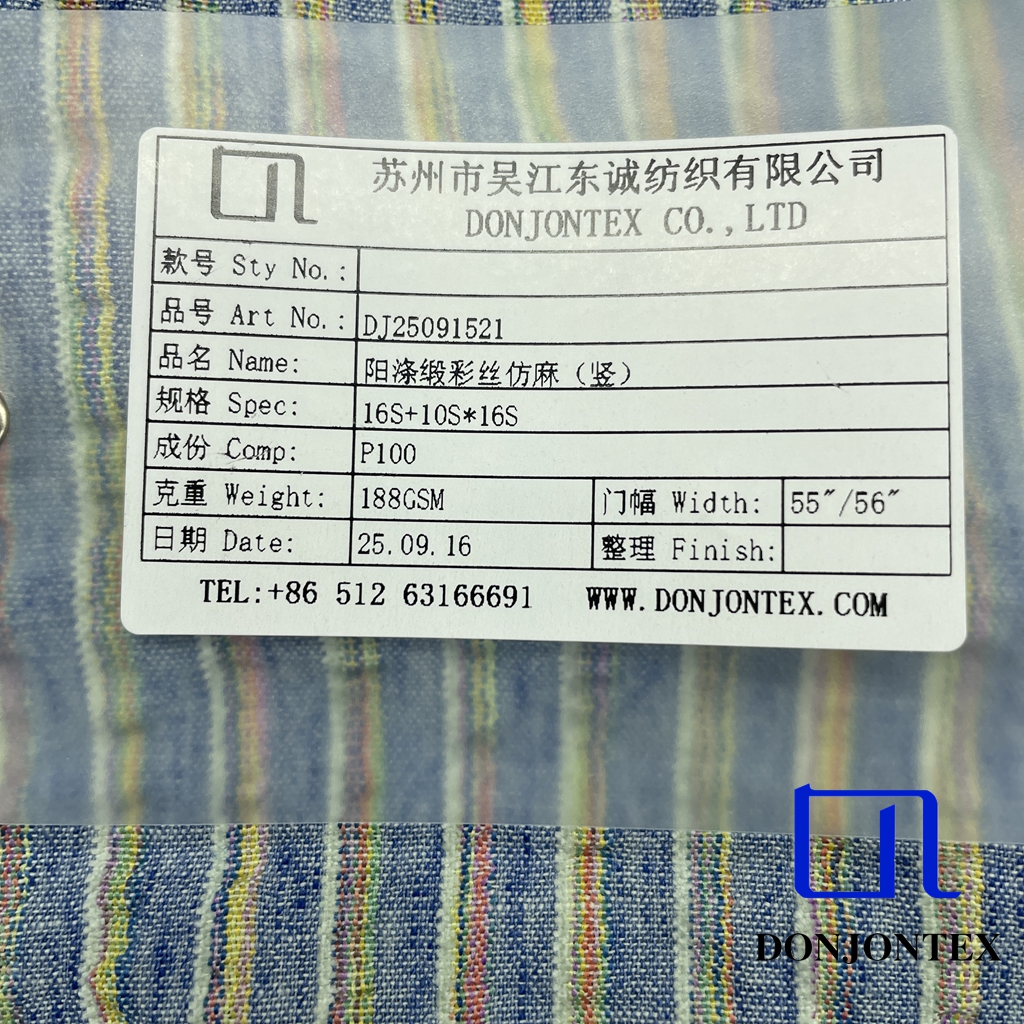 苏州市吴江东诚纺织有限公司
DONJONTEX CO.,LTD
款号 Sty No.:
品号 Art No.: DJ25091521
品名 Name: 阳涤缎彩丝仿麻（竖）
规格 Spec: 16S+10S*16S
成份 Comp: P100
克重 Weight: 188GSM 门幅 Width: 55"/56"
日期 Date: 25.09.16 整理 Finish:
TEL:+86 512 63166691 WWW.DONJONTEX.COM
DONJONTEX